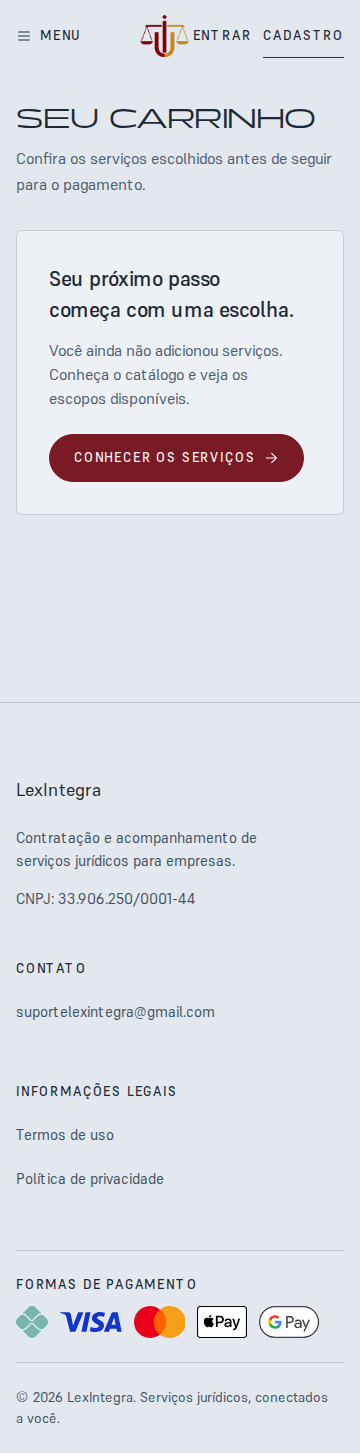 MENU
ENTRAR CADASTRO
SEU CARRINHO
Confira os serviços escolhidos antes de seguir
para o pagamento.
Seu próximo passo
começa com uma escolha.
Você ainda não adicionou serviços.
Conheça o catálogo e veja os
escopos disponíveis.
CONHECER OS SERVIÇOS →
LexIntegra
Contratação e acompanhamento de
serviços jurídicos para empresas.
CNPJ: 33.906.250/0001-44
CONTATO
suportelexintegra@gmail.com
INFORMAÇÕES LEGAIS
Termos de uso
Política de privacidade
FORMAS DE PAGAMENTO
VISA Pay G Pay
© 2026 LexIntegra. Serviços jurídicos, conectados
a você.